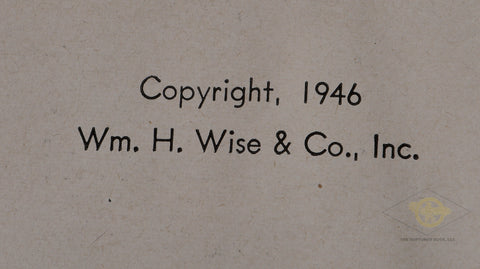 Copyright, 1946
Wm. H. Wise & Co., Inc.